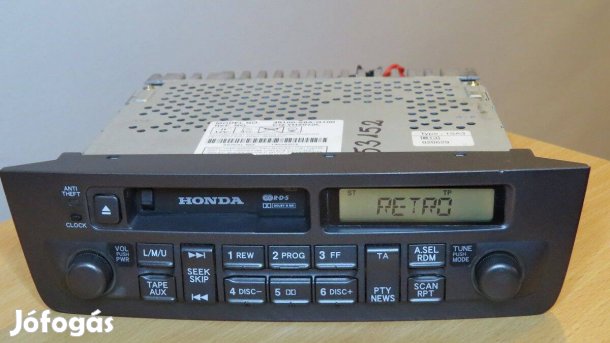 53152
ANTI THEFT
CLOCK
HONDA
R·D·S
ST
TP
RETRO
VOL
PUSH
PWR
L/M/U
SEEK
SKIP
1 REW
2 PROG
3 FF
TA
A.SEL
RDM
TUNE
PUSH
MODE
TAPE
AUX
4 DISC−
5
6 DISC+
PTY
NEWS
SCAN
RPT
Jófogás